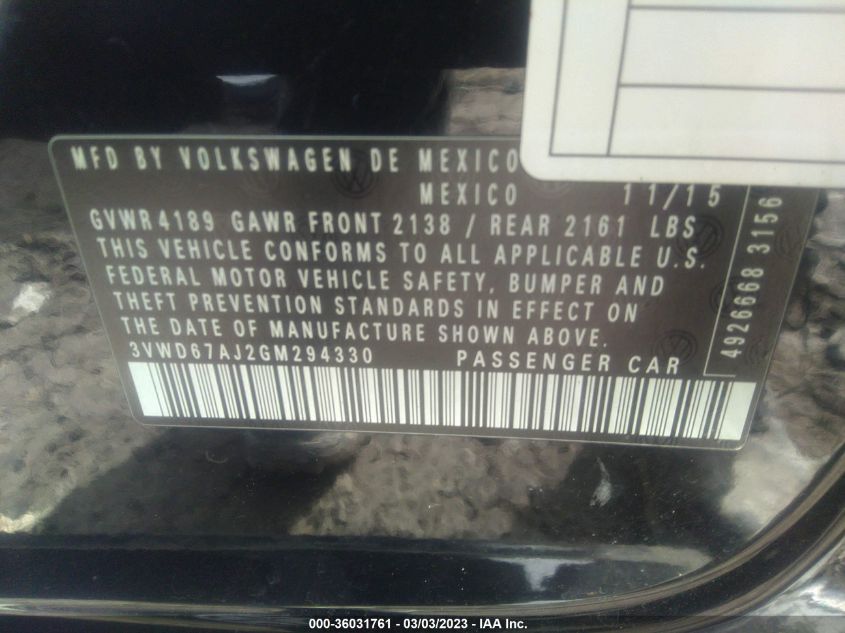 MFD BY VOLKSWAGEN DE MEXICO
MEXICO 11/15
GVWR 4189 GAWR FRONT 2138 / REAR 2161 LBS
THIS VEHICLE CONFORMS TO ALL APPLICABLE U.S.
FEDERAL MOTOR VEHICLE SAFETY, BUMPER AND
THEFT PREVENTION STANDARDS IN EFFECT ON
THE DATE OF MANUFACTURE SHOWN ABOVE.
3VWD67AJ2GM294330 PASSENGER CAR
4926668 3156
000-36031761 - 03/03/2023 - IAA Inc.